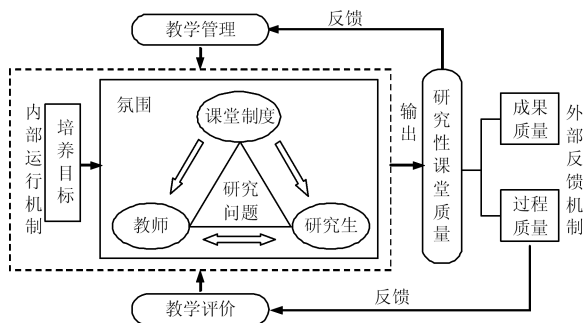 教学管理
反馈
内部运行机制
培养目标
氛围
课堂制度
研究
问题
教师
研究生
输出
研究性课堂质量
成果
质量
过程
质量
外部反馈机制
教学评价
反馈